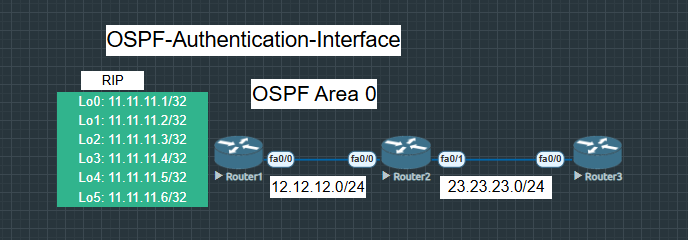 OSPF-Authentication-Interface
RIP
OSPF Area 0
Lo0: 11.11.11.1/32
Lo1: 11.11.11.2/32
Lo2: 11.11.11.3/32
Lo3: 11.11.11.4/32
Lo4: 11.11.11.5/32
Lo5: 11.11.11.6/32
fa0/0
fa0/0
fa0/1
fa0/0
Router1
Router2
Router3
12.12.12.0/24
23.23.23.0/24